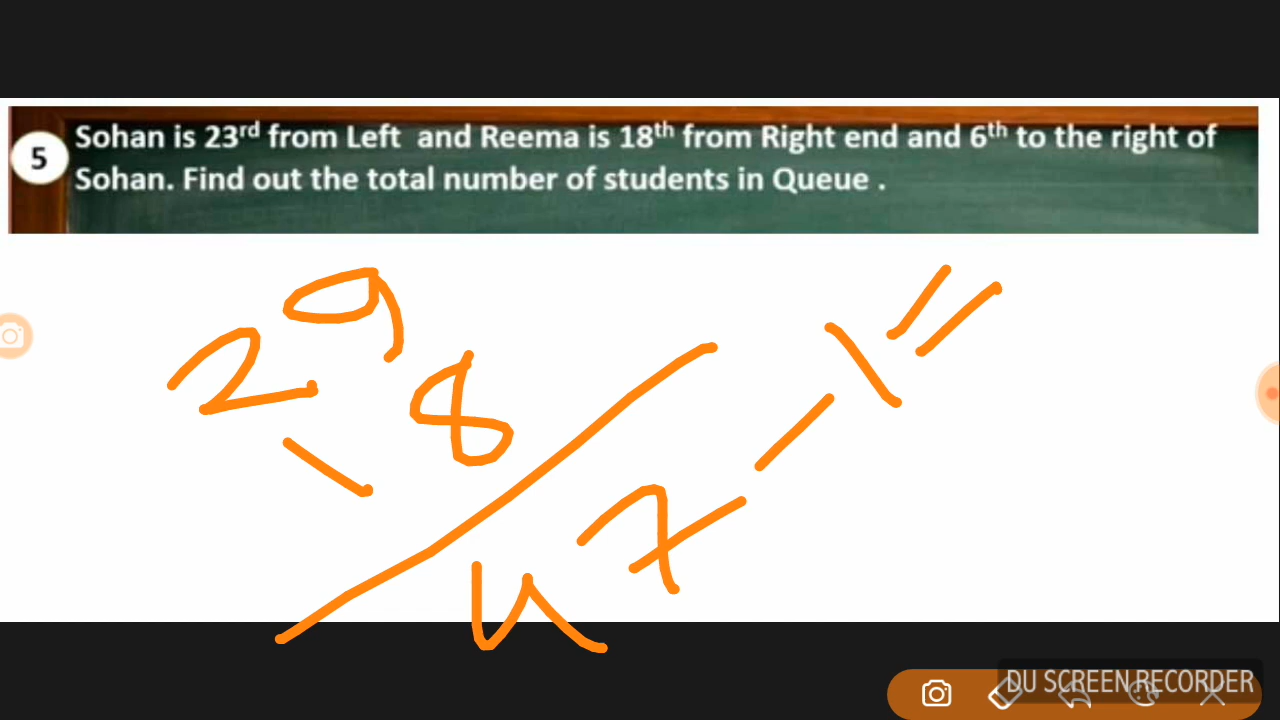 5
Sohan is 23rd from Left and Reema is 18th from Right end and 6th to the right of
Sohan. Find out the total number of students in Queue .
29
18
47 - 1 =
DU SCREEN RECORDER